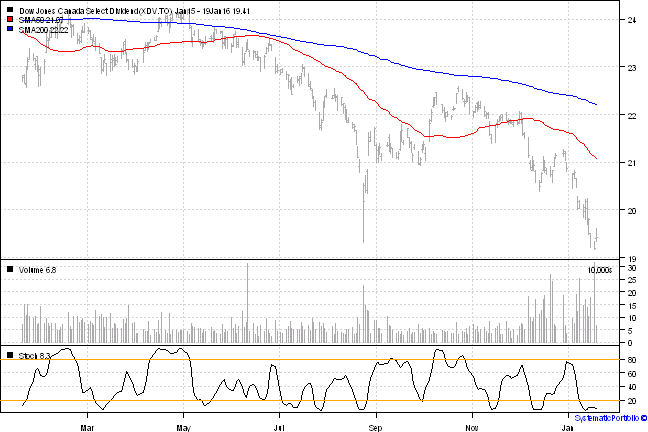 Dow Jones Canada Select Dividend(XDV.TO) Jan15 - 19Jan16 19.41
SMA50 21.07
SMA200 22.22
24
23
22
21
20
19
Volume 6.8
10,000s
30
25
20
15
10
5
0
Stoch 8.3
80
60
40
20
Mar May Jul Sep Nov Jan
SystematicPortfolio ©